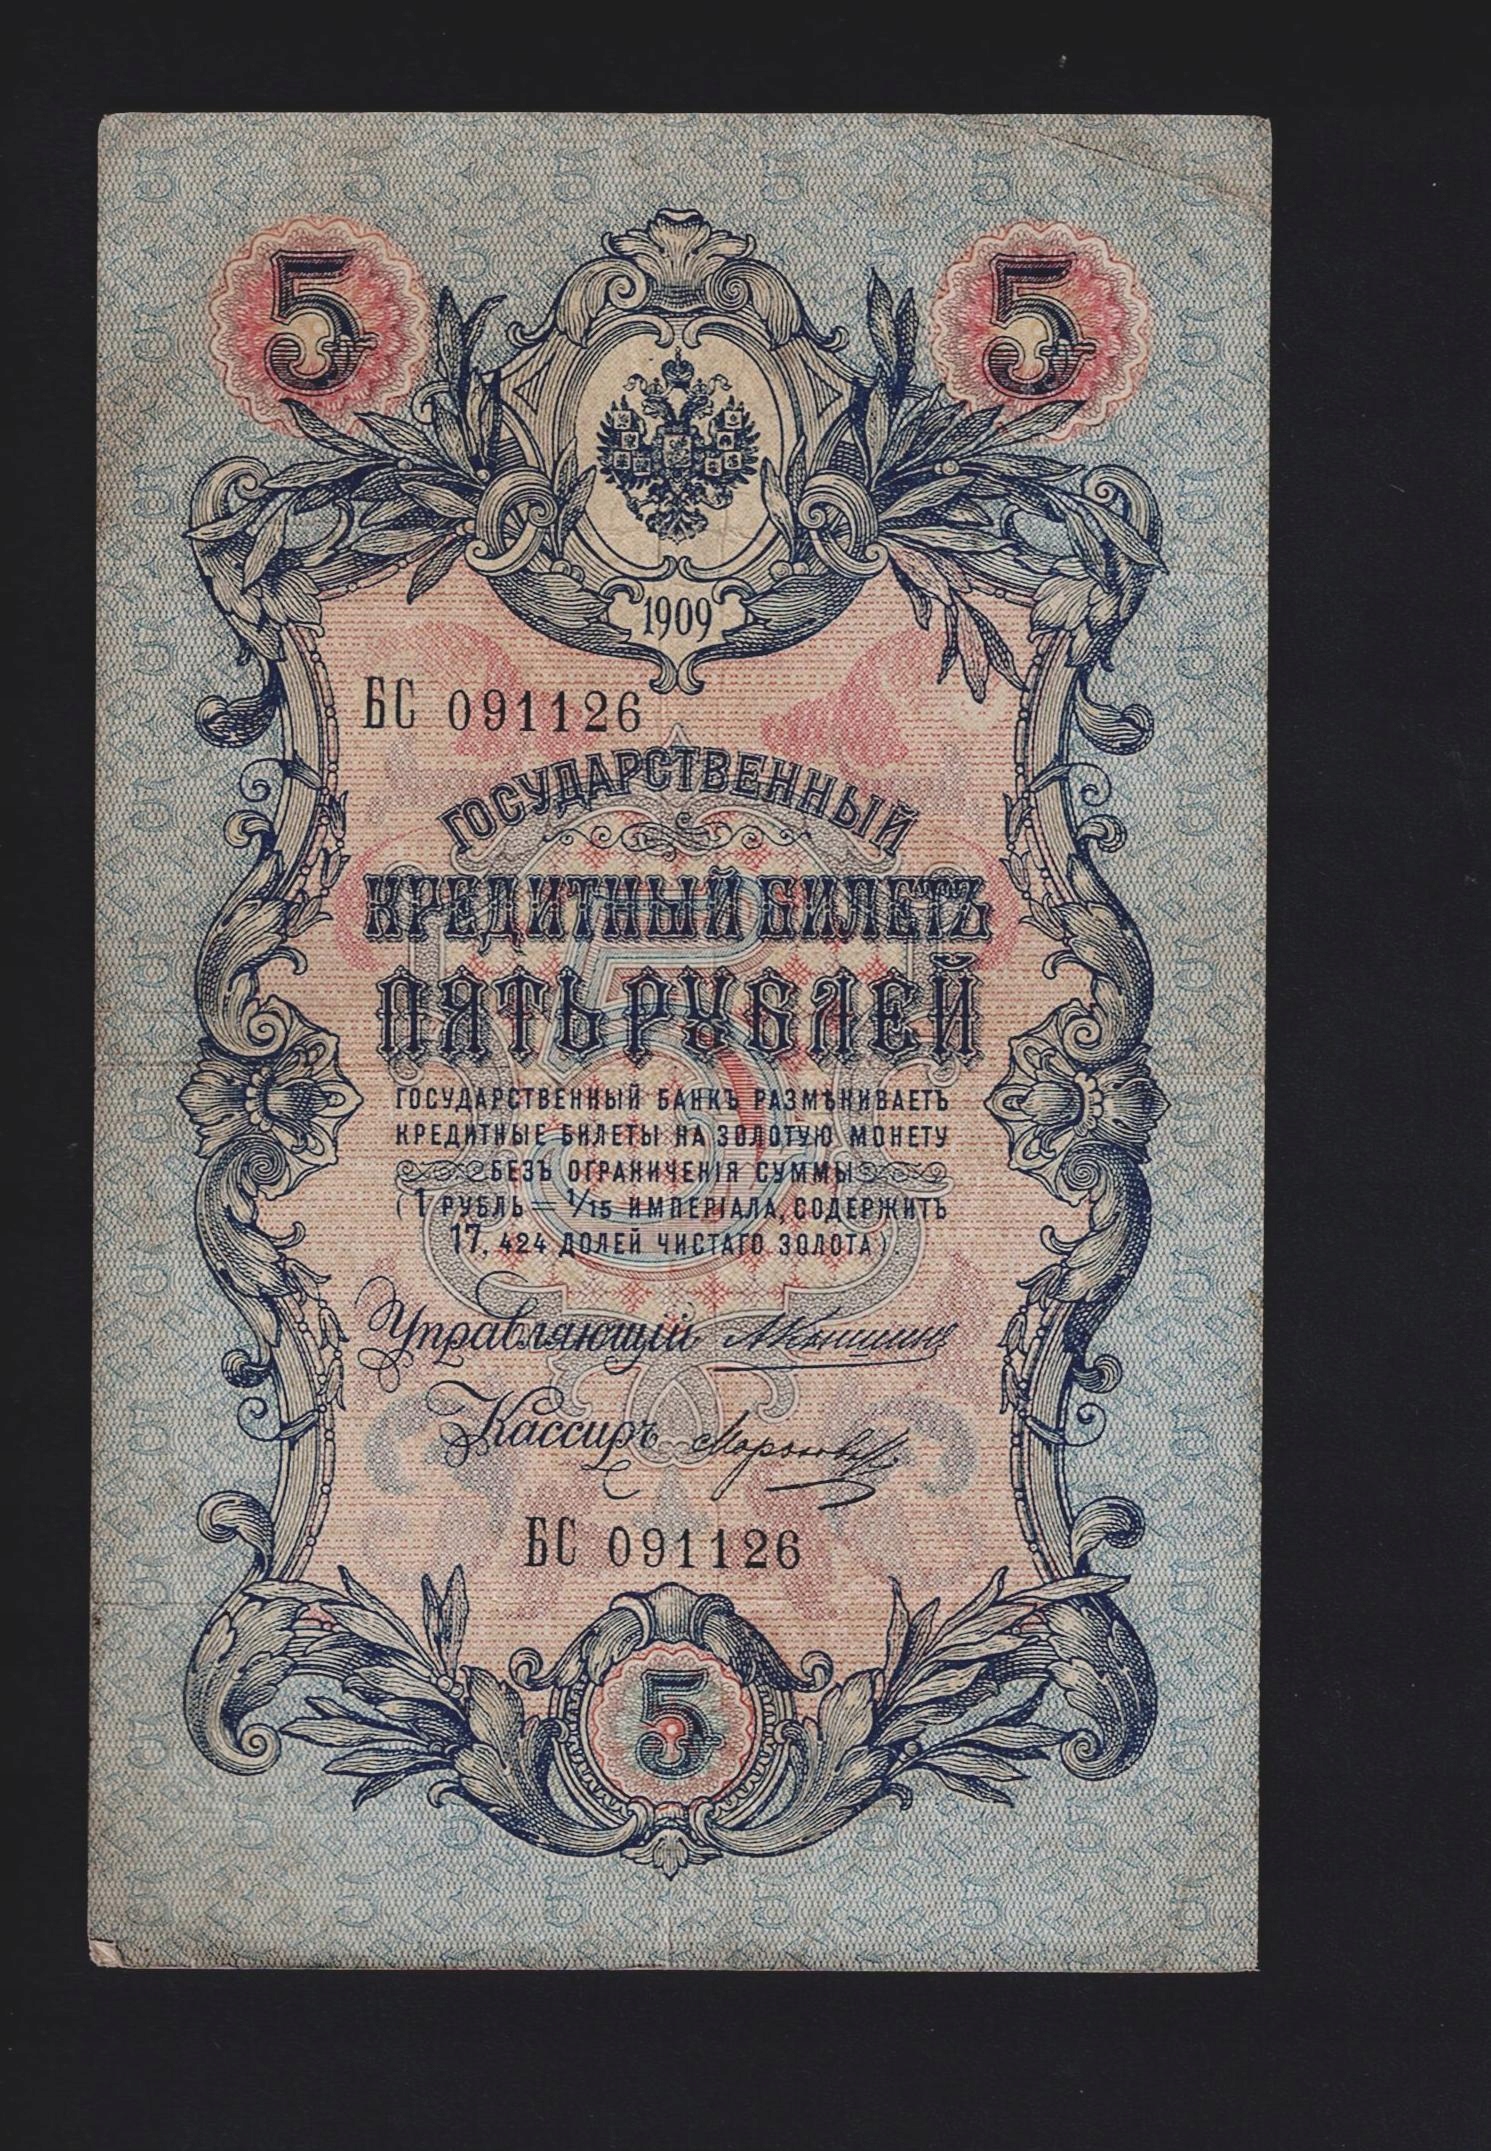 5
5
1909
БС 091126
ГОСУДАРСТВЕННЫЙ
КРЕДИТНЫЙ БИЛЕТЪ
ПЯТЬ РУБЛЕЙ
ГОСУДАРСТВЕННЫЙ БАНКЪ РАЗМѢНИВАЕТЪ
КРЕДИТНЫЕ БИЛЕТЫ НА ЗОЛОТУЮ МОНЕТУ
БЕЗЪ ОГРАНИЧЕНІЯ СУММЫ
(1 РУБЛЬ = 1/15 ИМПЕРІАЛА, СОДЕРЖИТЪ
17, 424 ДОЛЕЙ ЧИСТАГО ЗОЛОТА).
Управляющій
Кассиръ
БС 091126
5